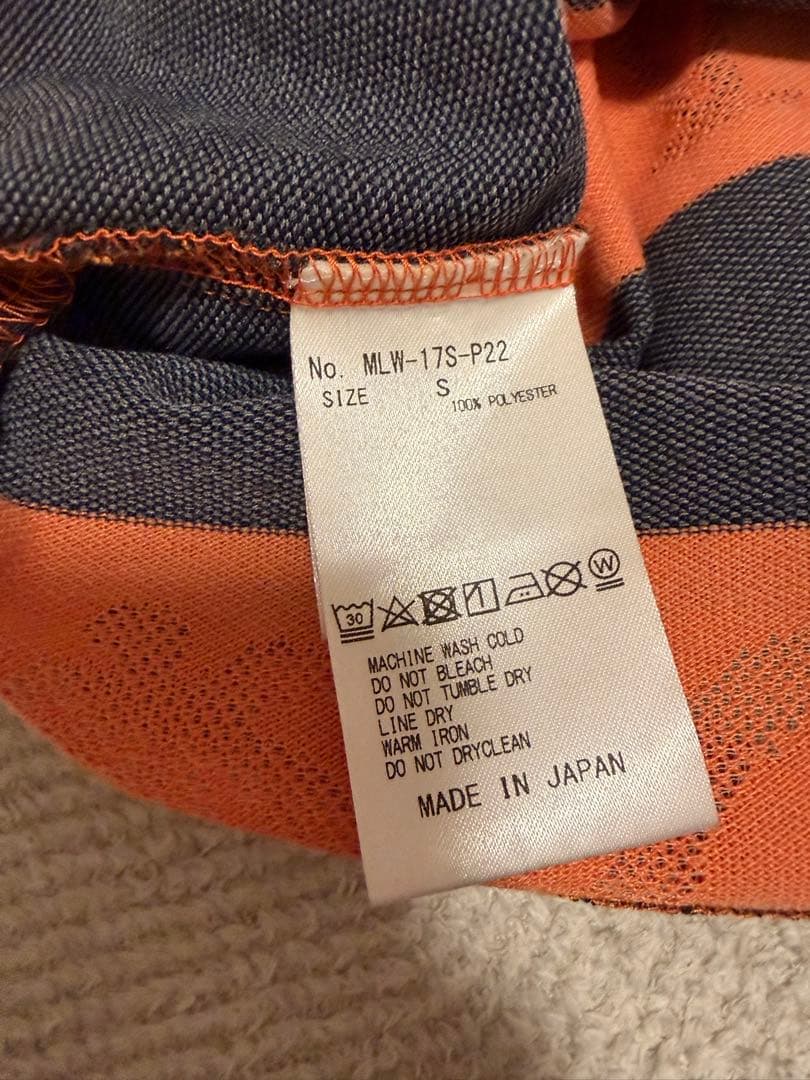 No. MLW-17S-P22
SIZE S
100% POLYESTER
30 W
MACHINE WASH COLD
DO NOT BLEACH
DO NOT TUMBLE DRY
LINE DRY
WARM IRON
DO NOT DRYCLEAN
MADE IN JAPAN